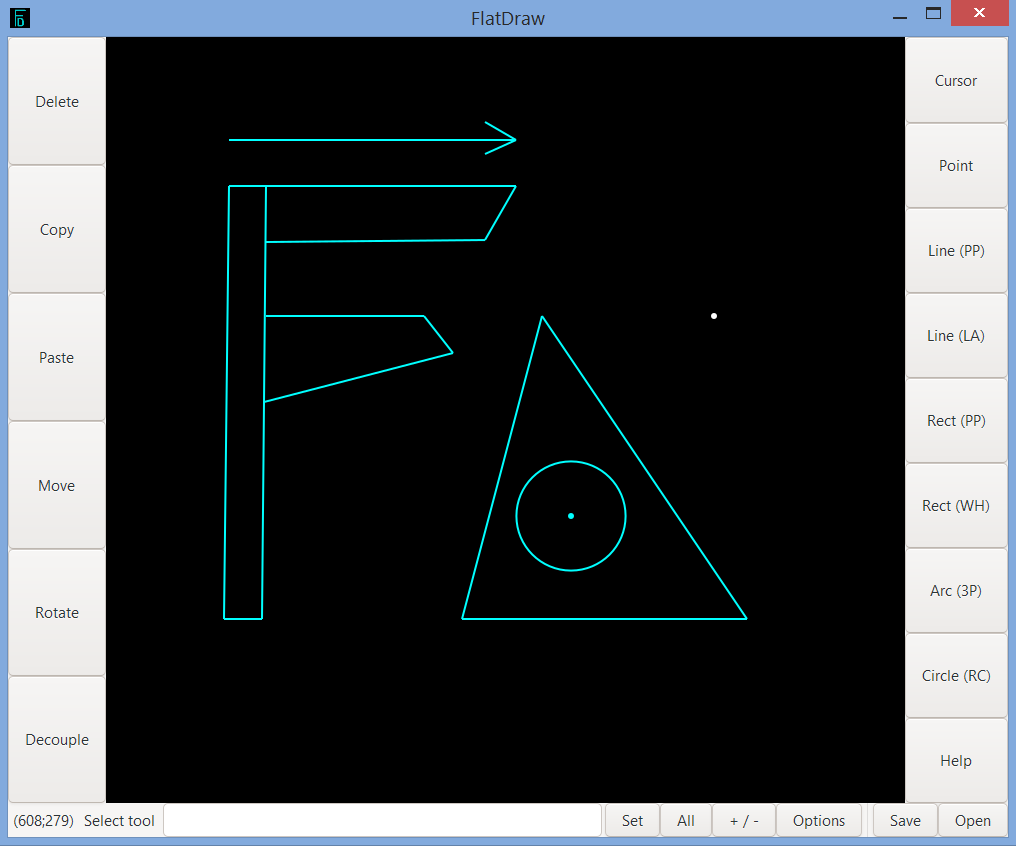 FlatDraw
Delete
Copy
Paste
Move
Rotate
Decouple
Cursor
Point
Line (PP)
Line (LA)
Rect (PP)
Rect (WH)
Arc (3P)
Circle (RC)
Help
(608;279) Select tool
Set
All
+ / -
Options
Save
Open